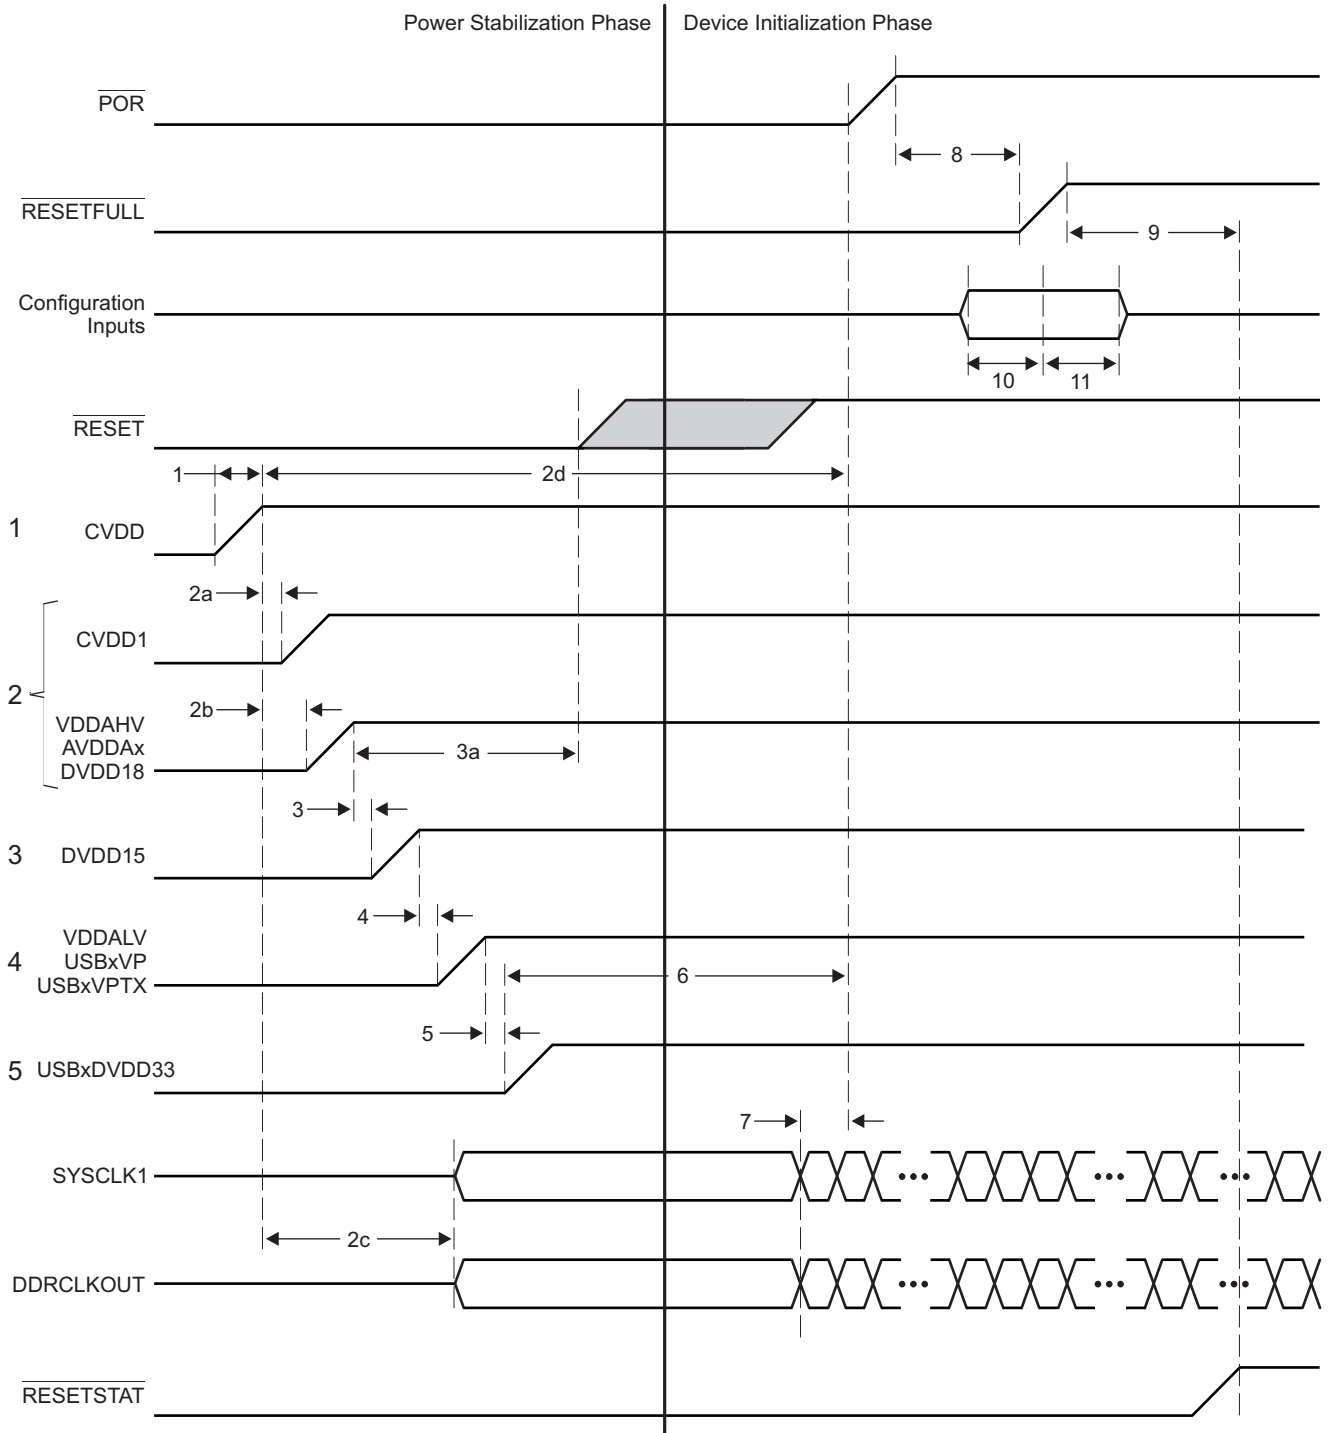 Power Stabilization Phase
Device Initialization Phase
POR
8
RESETFULL
9
Configuration
Inputs
10
11
RESET
1
2d
1
CVDD
2a
CVDD1
2
2b
VDDAHV
AVDDAx
DVDD18
3a
3
3
DVDD15
4
VDDALV
4
USBxVP
USBxVPTX
6
5
5
USBxDVDD33
7
SYSCLK1
...
...
...
2c
DDRCLKOUT
...
...
...
RESETSTAT